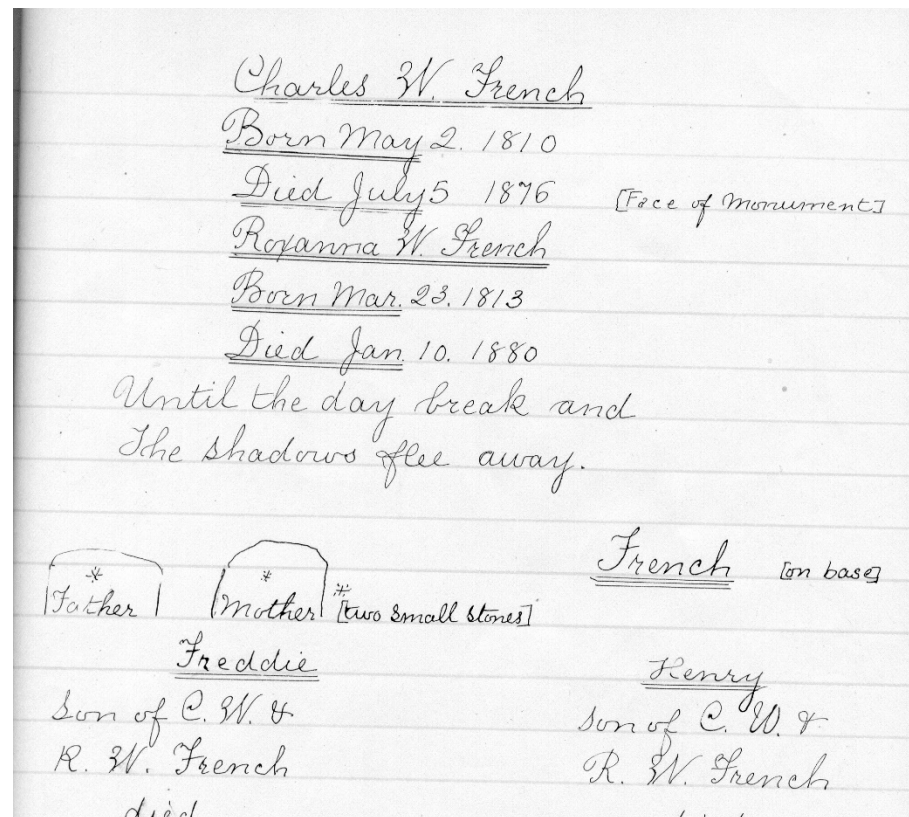 Charles W. French
Born May 2. 1810
Died July 5 1876 [Face of Monument]
Roxanna W. French
Born Mar. 23. 1813
Died Jan. 10. 1880
Until the day break and
The shadows flee away.
French [on base]
* Father
* Mother
* [two small stones]
Freddie
Son of C. W. &
R. W. French
died
Henry
Son of C. W. &
R. W. French